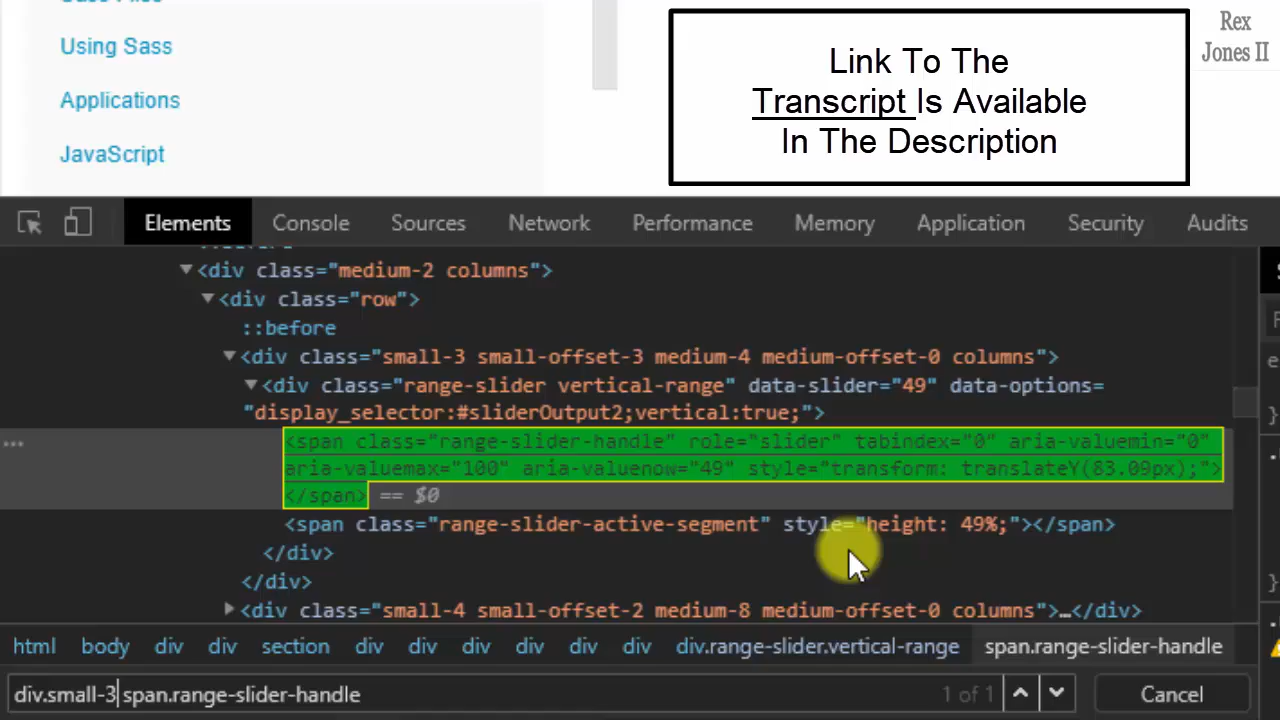 Using Sass
Applications
JavaScript
Link To The
Transcript Is Available
In The Description
Rex
Jones II
Elements Console Sources Network Performance Memory Application Security Audits
<div class="medium-2 columns">
<div class="row">
::before
<div class="small-3 small-offset-3 medium-4 medium-offset-0 columns">
<div class="range-slider vertical-range" data-slider="49" data-options=
"display_selector:#sliderOutput2;vertical:true;">
<span class="range-slider-handle" role="slider" tabindex="0" aria-valuemin="0"
aria-valuemax="100" aria-valuenow="49" style="transform: translateY(83.09px);">
</span> == $0
<span class="range-slider-active-segment" style="height: 49%;"></span>
</div>
</div>
<div class="small-4 small-offset-2 medium-8 medium-offset-0 columns">…</div>
html body div div section div div div div div div div.range-slider.vertical-range span.range-slider-handle
div.small-3 span.range-slider-handle 1 of 1 Cancel